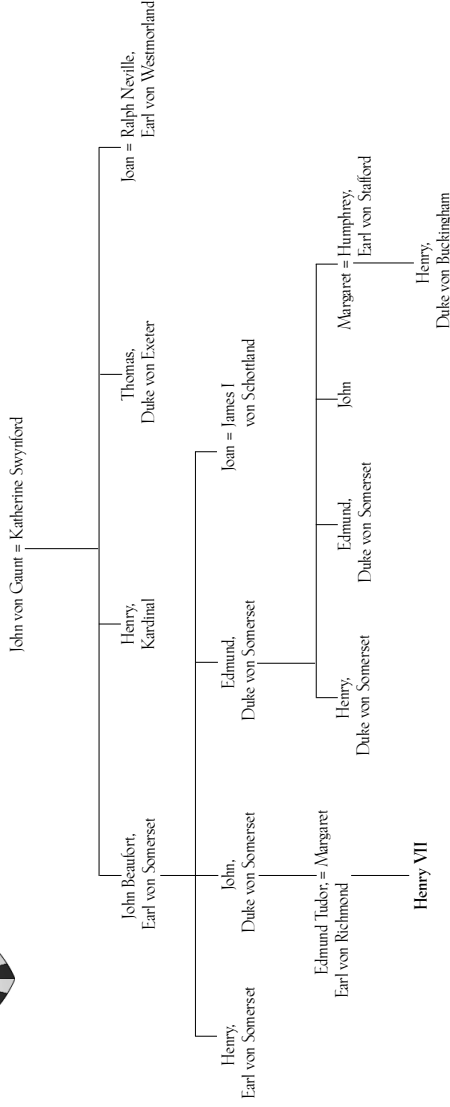 John von Gaunt = Katherine Swynford
John Beaufort,
Earl von Somerset
Henry,
Kardinal
Thomas,
Duke von Exeter
Joan = Ralph Neville,
Earl von Westmorland
Henry,
Earl von Somerset
John,
Duke von Somerset
Edmund,
Duke von Somerset
Joan = James I
von Schottland
Edmund Tudor, = Margaret
Earl von Richmond
Henry,
Duke von Somerset
Edmund,
Duke von Somerset
John
Margaret = Humphrey,
Earl von Stafford
Henry VII
Henry,
Duke von Buckingham